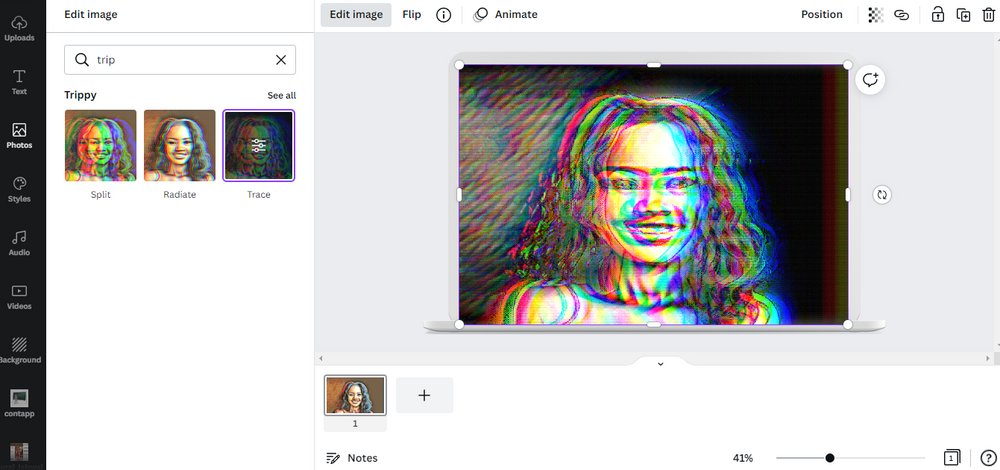 Edit image
Edit image Flip Animate Position
Uploads
Text
Photos
Styles
Audio
Videos
Background
contapp
trip
Trippy See all
Split Radiate Trace
1
Notes 41% 1